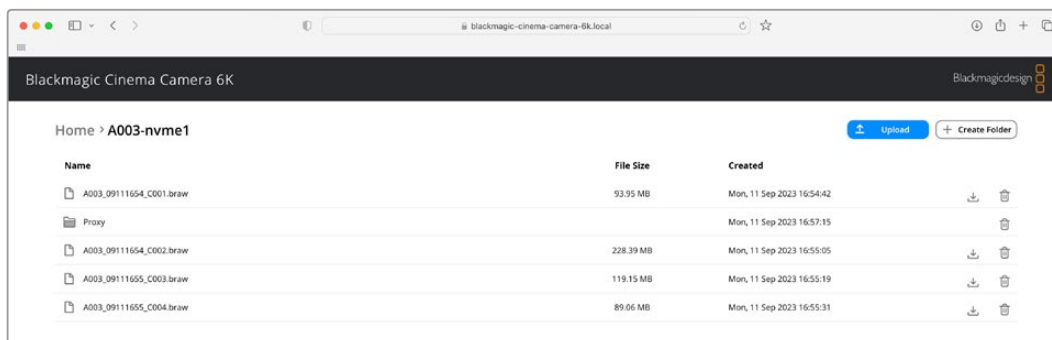 blackmagic-cinema-camera-6k.local
Blackmagic Cinema Camera 6K
Blackmagicdesign
Home > A003-nvme1
Upload
+ Create Folder
Name File Size Created
A003_09111654_C001.braw 93.95 MB Mon, 11 Sep 2023 16:54:42
Proxy Mon, 11 Sep 2023 16:57:15
A003_09111654_C002.braw 228.39 MB Mon, 11 Sep 2023 16:55:05
A003_09111655_C003.braw 119.15 MB Mon, 11 Sep 2023 16:55:19
A003_09111655_C004.braw 89.06 MB Mon, 11 Sep 2023 16:55:31